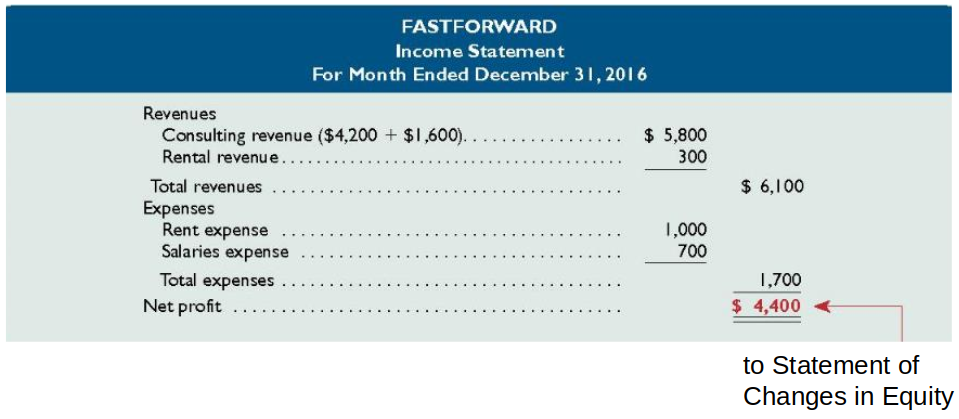 FASTFORWARD
Income Statement
For Month Ended December 31, 2016
Revenues
Consulting revenue ($4,200 + $1,600). . . . . . . . . . . . . . . . . $ 5,800
Rental revenue . . . . . . . . . . . . . . . . . . . . . . . . . . . . . . . . . . . . . . 300
Total revenues . . . . . . . . . . . . . . . . . . . . . . . . . . . . . . . . . . . . . . $ 6,100
Expenses
Rent expense . . . . . . . . . . . . . . . . . . . . . . . . . . . . . . . . . . . . . 1,000
Salaries expense . . . . . . . . . . . . . . . . . . . . . . . . . . . . . . . . . . . 700
Total expenses . . . . . . . . . . . . . . . . . . . . . . . . . . . . . . . . . . . . . 1,700
Net profit . . . . . . . . . . . . . . . . . . . . . . . . . . . . . . . . . . . . . . . . . . $ 4,400
to Statement of
Changes in Equity